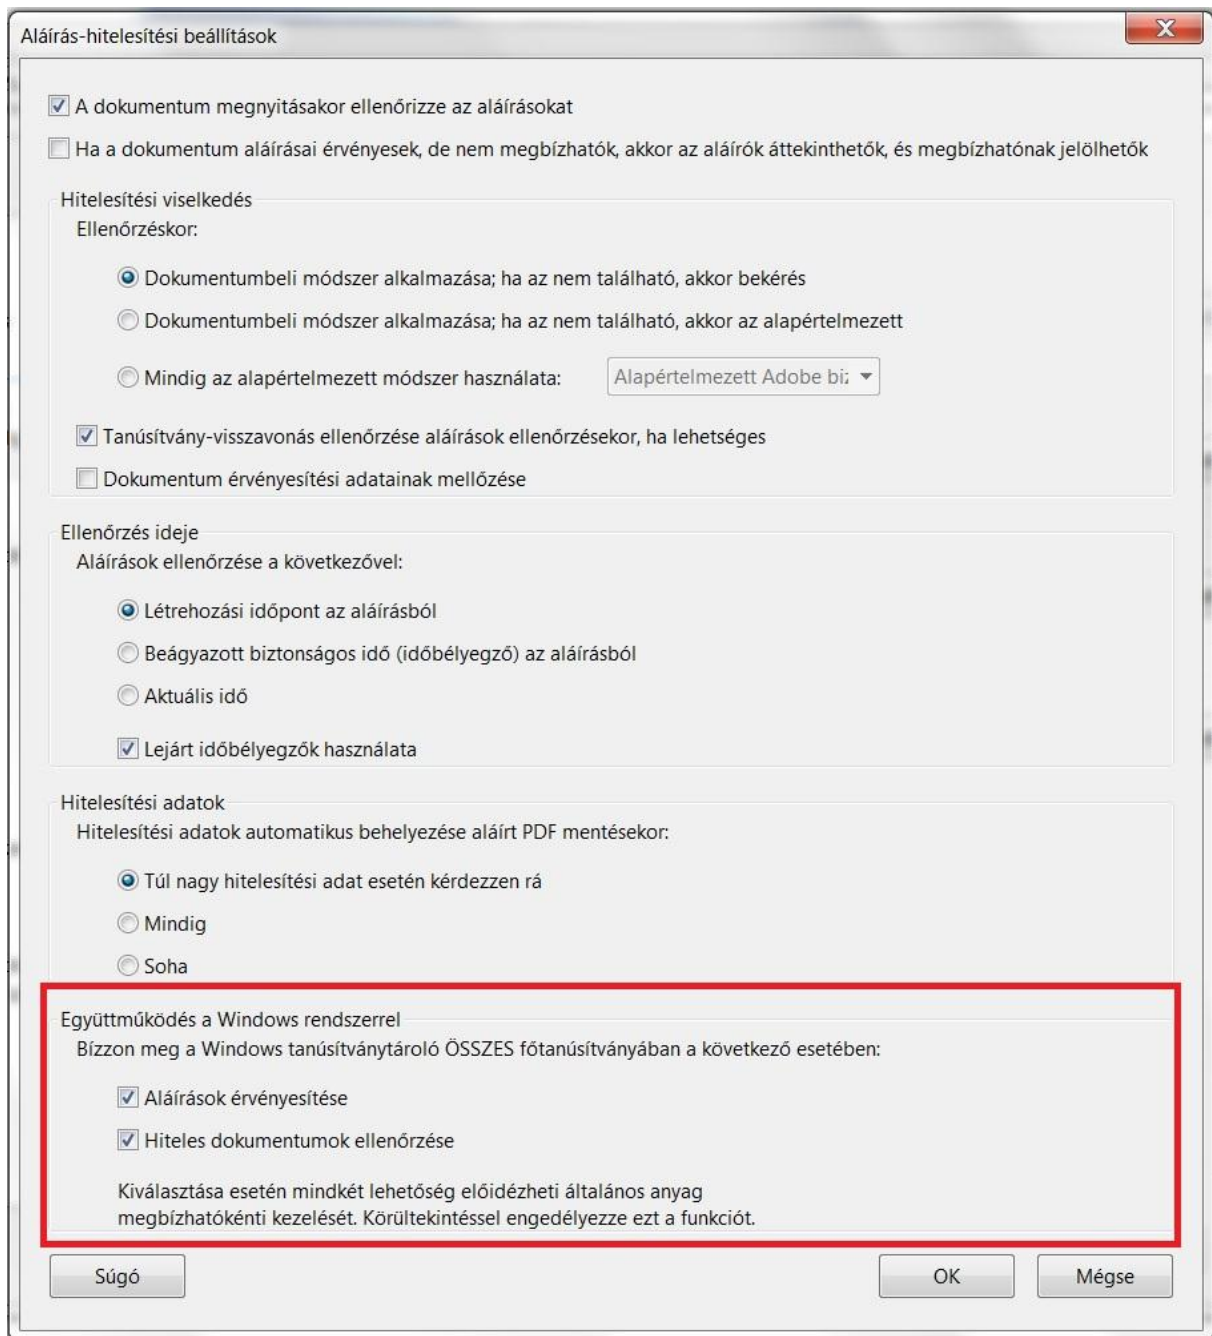 Aláírás-hitelesítési beállítások
A dokumentum megnyitásakor ellenőrizze az aláírásokat
Ha a dokumentum aláírásai érvényesek, de nem megbízhatók, akkor az aláírók áttekinthetők, és megbízhatónak jelölhetők
Hitelesítési viselkedés
Ellenőrzéskor:
Dokumentumbeli módszer alkalmazása; ha az nem található, akkor bekérés
Dokumentumbeli módszer alkalmazása; ha az nem található, akkor az alapértelmezett
Mindig az alapértelmezett módszer használata: Alapértelmezett Adobe biz
Tanúsítvány-visszavonás ellenőrzése aláírások ellenőrzésekor, ha lehetséges
Dokumentum érvényesítési adatainak mellőzése
Ellenőrzés ideje
Aláírások ellenőrzése a következővel:
Létrehozási időpont az aláírásból
Beágyazott biztonságos idő (időbélyegző) az aláírásból
Aktuális idő
Lejárt időbélyegzők használata
Hitelesítési adatok
Hitelesítési adatok automatikus behelyezése aláírt PDF mentésekor:
Túl nagy hitelesítési adat esetén kérdezzen rá
Mindig
Soha
Együttműködés a Windows rendszerrel
Bízzon meg a Windows tanúsítványtároló ÖSSZES főtanúsítványában a következő esetében:
Aláírások érvényesítése
Hiteles dokumentumok ellenőrzése
Kiválasztása esetén mindkét lehetőség előidézheti általános anyag
megbízhatókénti kezelését. Körültekintéssel engedélyezze ezt a funkciót.
Súgó OK Mégse